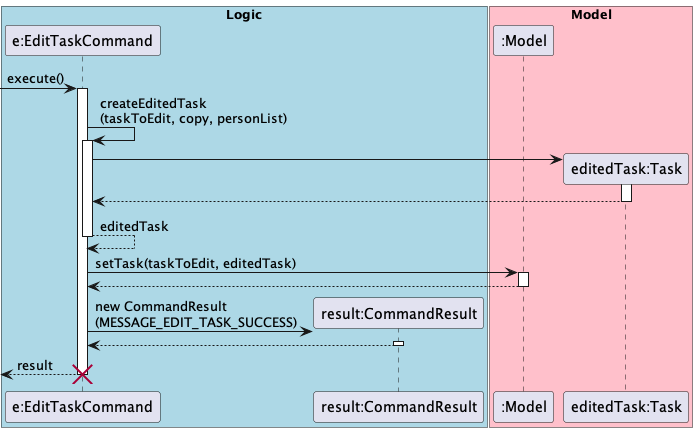 Logic
Model
e:EditTaskCommand
:Model
execute()
createEditedTask
(taskToEdit, copy, personList)
editedTask:Task
editedTask
setTask(taskToEdit, editedTask)
new CommandResult
(MESSAGE_EDIT_TASK_SUCCESS)
result:CommandResult
result
e:EditTaskCommand
result:CommandResult
:Model
editedTask:Task